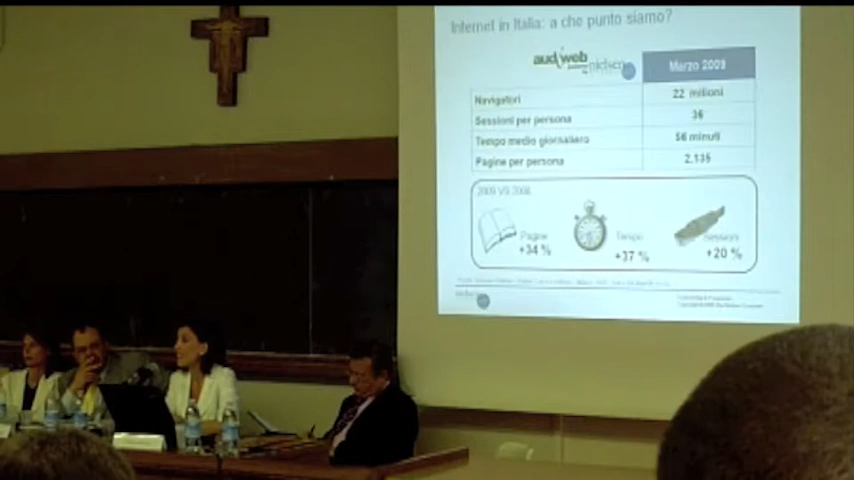 Internet in Italia: a che punto siamo?
audiweb
nielsen
Marzo 2009
Navigatori 22 milioni
Sessioni per persona 36
Tempo medio giornaliero 56 minuti
Pagine per persona 2.135
2009 VS 2008
Pagine
+34 %
Tempo
+37 %
Sessioni
+20 %